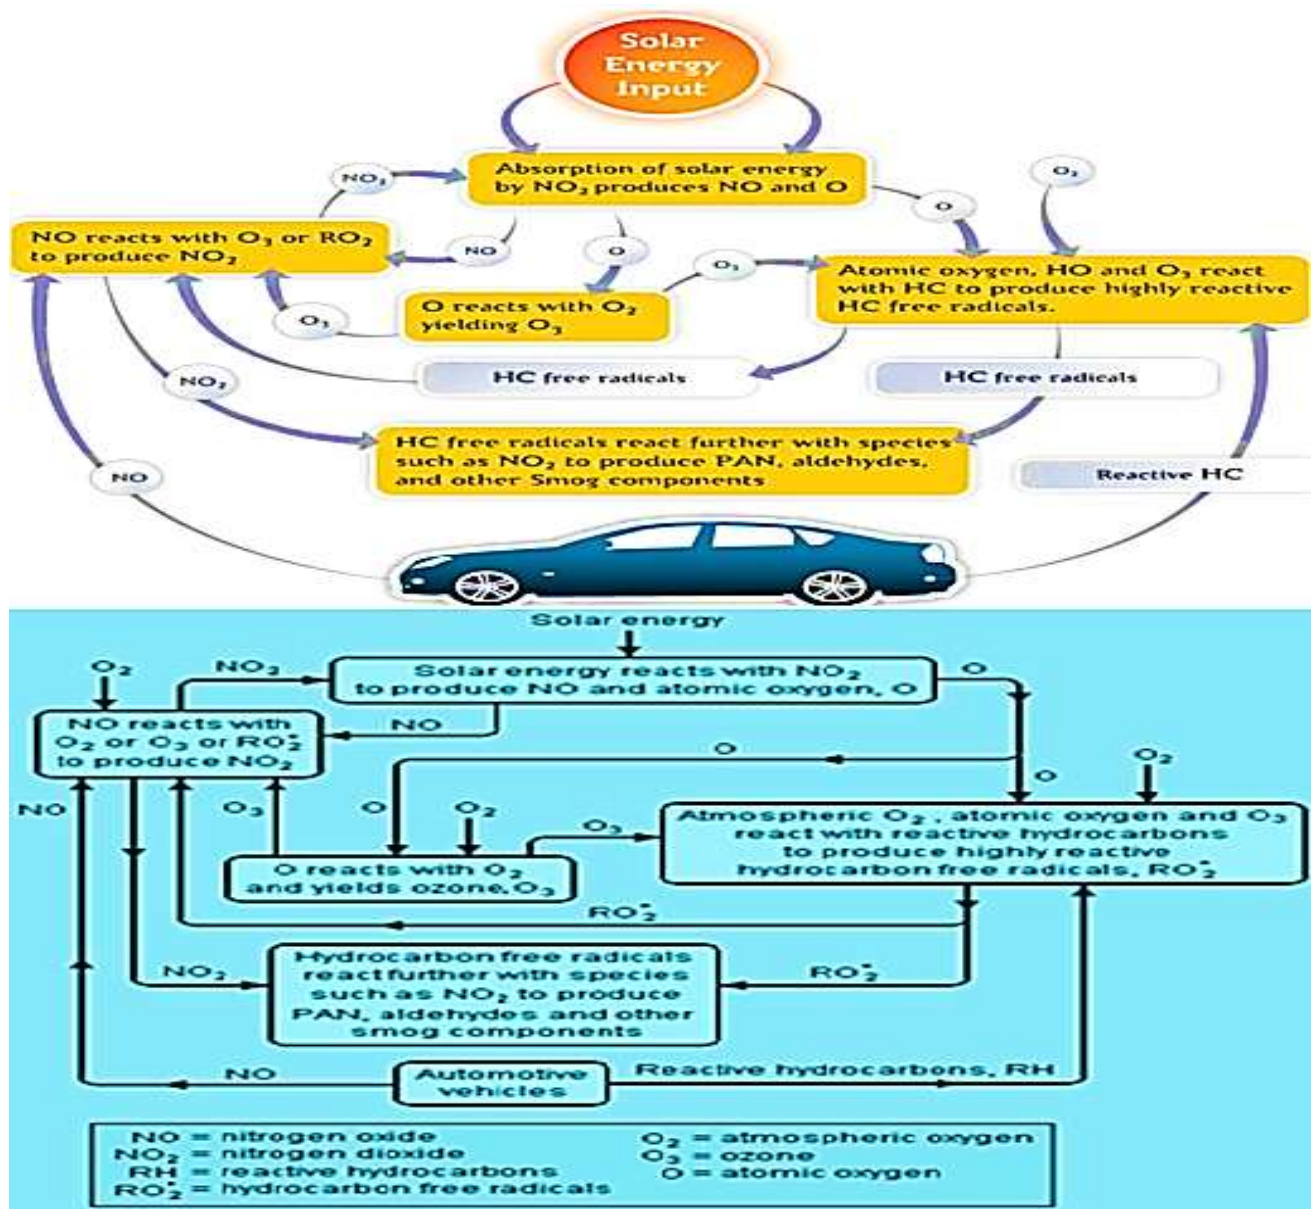 Solar
Energy
Input
Absorption of solar energy
by NO₂ produces NO and O
NO₂
O
O₂
NO reacts with O₃ or RO₂
to produce NO₂
NO
O
O₃
Atomic oxygen, HO and O₃ react
with HC to produce highly reactive
HC free radicals.
O reacts with O₂
yielding O₃
O₃
HC free radicals
HC free radicals
NO₂
HC free radicals react further with species
such as NO₂ to produce PAN, aldehydes,
and other Smog components
NO
Reactive HC
Solar energy
O₂
NO₂
Solar energy reacts with NO₂
to produce NO and atomic oxygen, O
O
NO reacts with
O₂ or O₃ or RO₂•
to produce NO₂
NO
O
O
O₂
NO
O₃
O
O₂
O₃
Atmospheric O₂, atomic oxygen and O₃
react with reactive hydrocarbons
to produce highly reactive
hydrocarbon free radicals, RO₂•
O reacts with O₂
and yields ozone, O₃
RO₂•
NO₂
Hydrocarbon free radicals
react further with species
such as NO₂ to produce
PAN, aldehydes and other
smog components
RO₂•
NO
Automotive
vehicles
Reactive hydrocarbons, RH
NO = nitrogen oxide
NO₂ = nitrogen dioxide
RH = reactive hydrocarbons
RO₂• = hydrocarbon free radicals
O₂ = atmospheric oxygen
O₃ = ozone
O = atomic oxygen